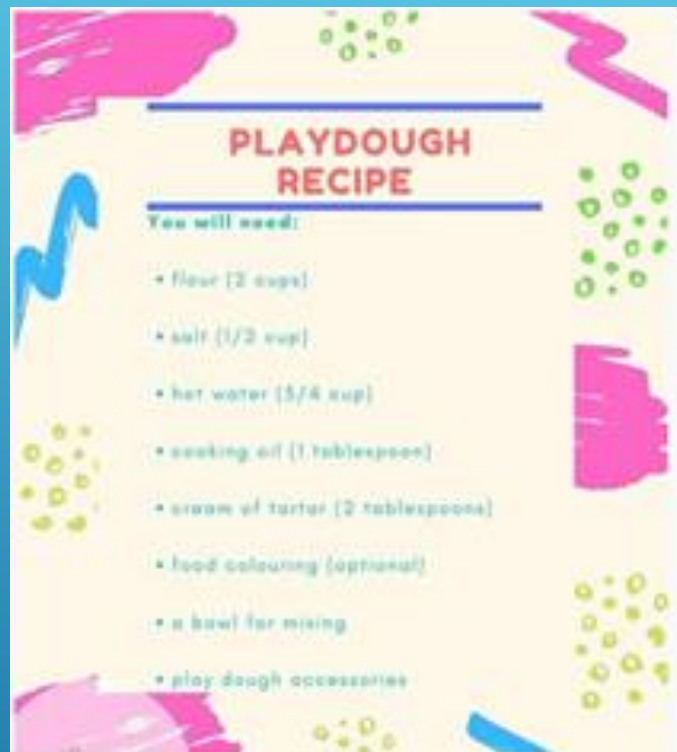 PLAYDOUGH
RECIPE
You will need:
• flour (2 cups)
• salt (1/2 cup)
• hot water (3/4 cup)
• cooking oil (1 tablespoon)
• cream of tartar (2 tablespoons)
• food colouring (optional)
• a bowl for mixing
• play dough accessories